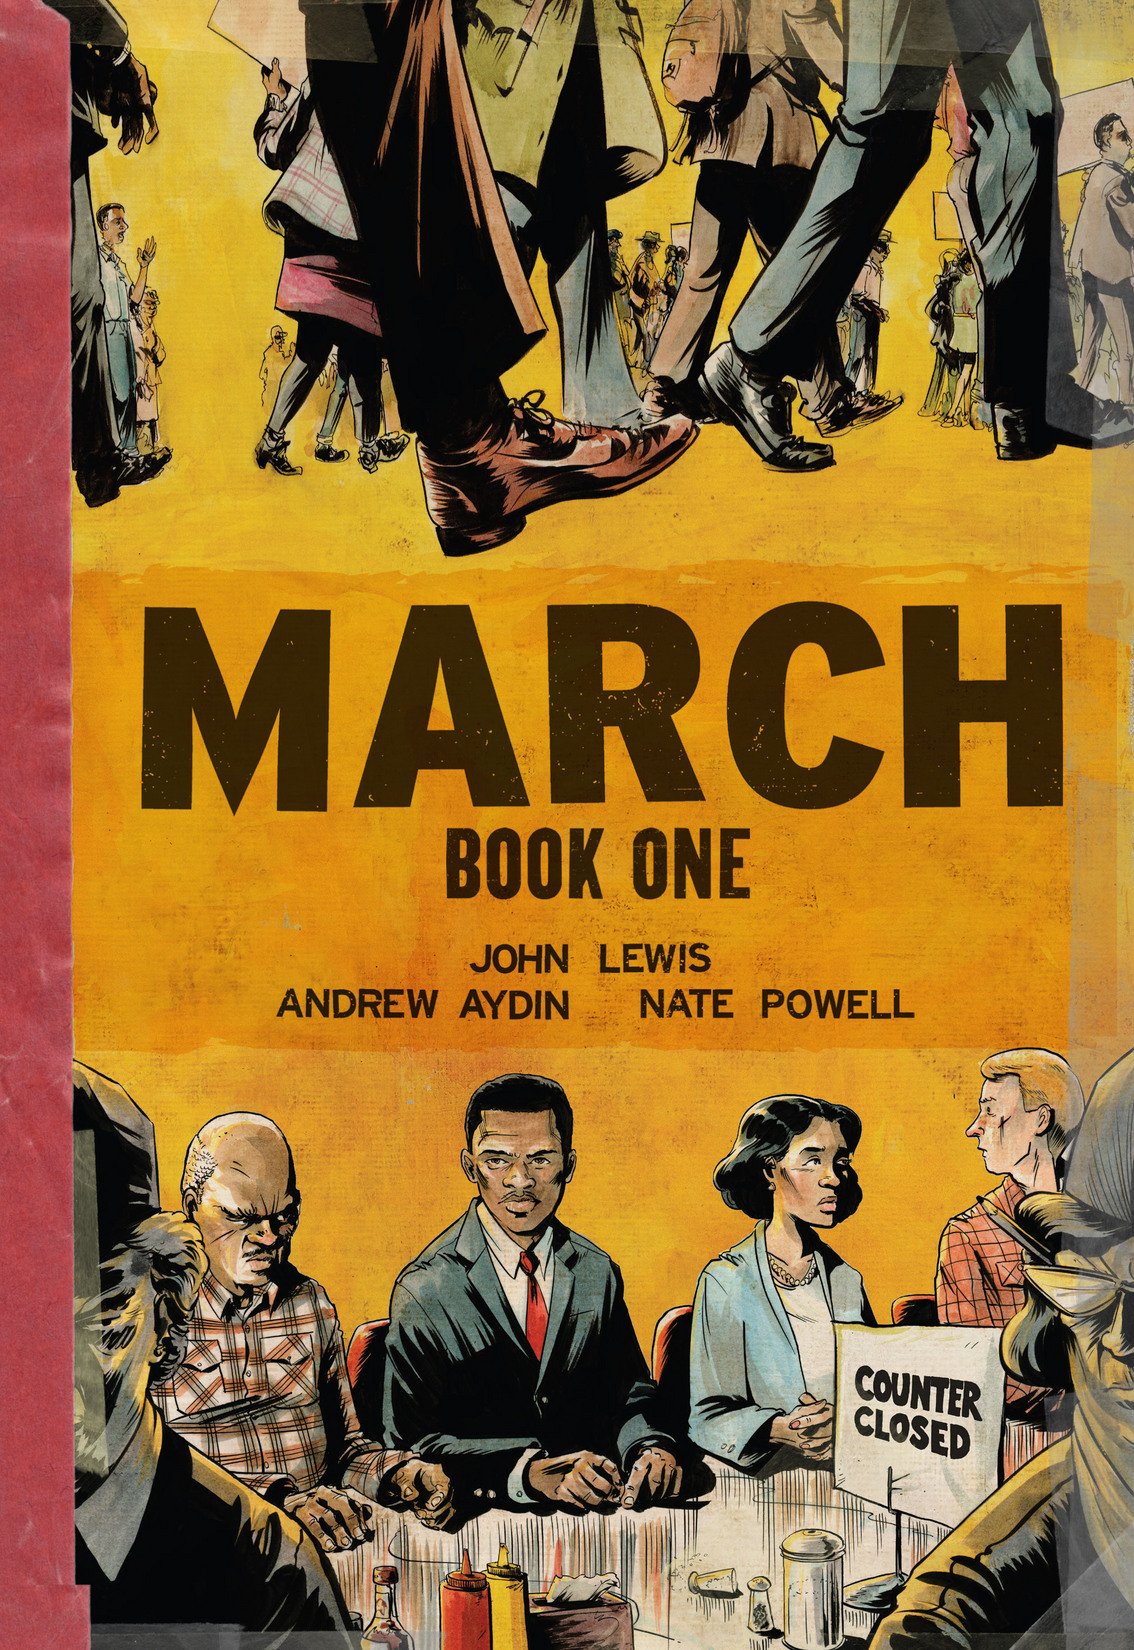 MARCH
BOOK ONE
JOHN LEWIS
ANDREW AYDIN NATE POWELL
COUNTER
CLOSED